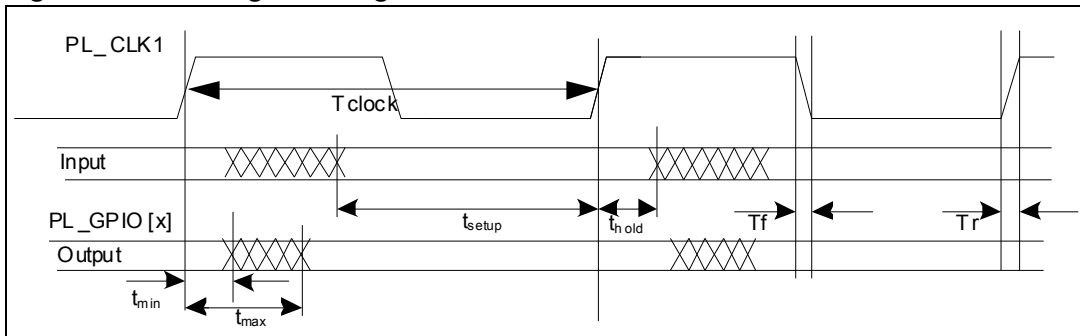 PL_CLK1
Tclock
Input
tsetup
thold
Tf
Tr
PL_GPIO [x]
Output
tmin
tmax